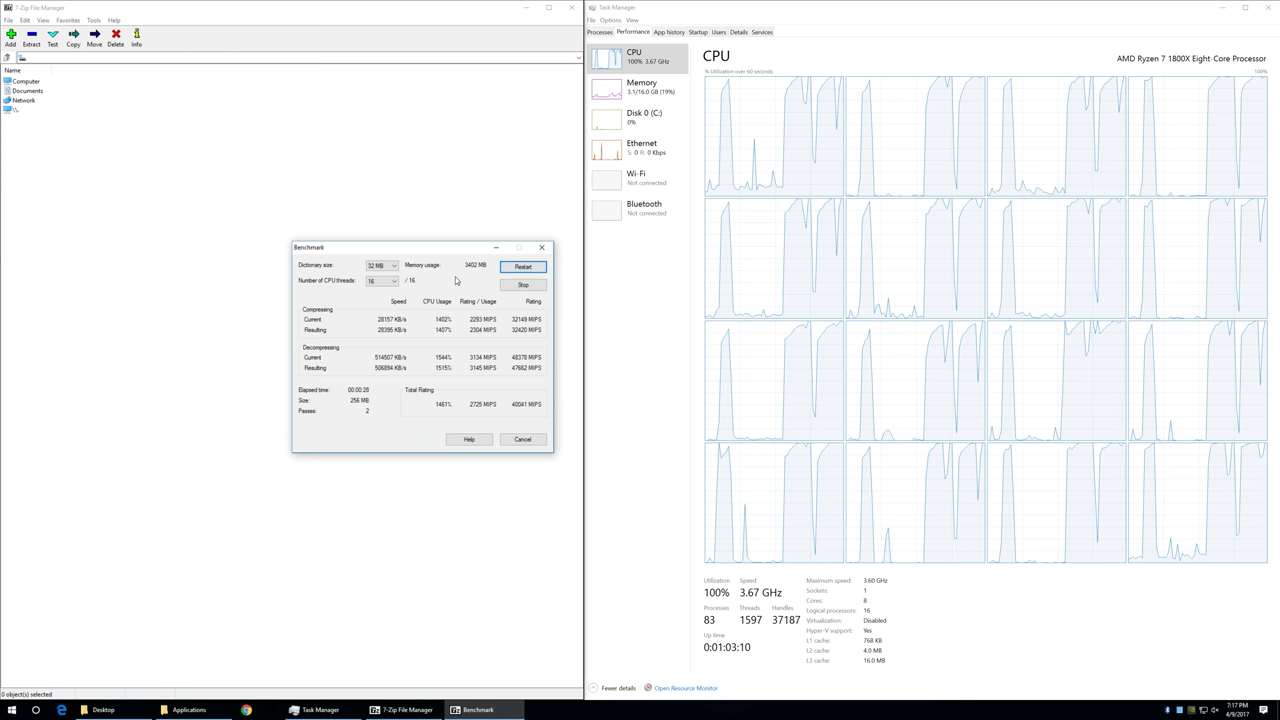 7-Zip File Manager
File Edit View Favorites Tools Help
Add Extract Test Copy Move Delete Info
Name
Computer
Documents
Network
\\.
0 object(s) selected
Benchmark
Dictionary size: 32 MB Memory usage: 3402 MB Restart
Number of CPU threads: 16 / 16 Stop
Speed CPU Usage Rating / Usage Rating
Compressing
Current 28157 KB/s 1402% 2293 MIPS 32149 MIPS
Resulting 28395 KB/s 1407% 2304 MIPS 32420 MIPS
Decompressing
Current 514507 KB/s 1544% 3134 MIPS 48378 MIPS
Resulting 506894 KB/s 1515% 3145 MIPS 47662 MIPS
Elapsed time: 00:00:28 Total Rating
Size: 256 MB 1461% 2725 MIPS 40041 MIPS
Passes: 2
Help Cancel
Task Manager
File Options View
Processes Performance App history Startup Users Details Services
CPU
100% 3.67 GHz
Memory
3.1/16.0 GB (19%)
Disk 0 (C:)
0%
Ethernet
S: 0 R: 0 Kbps
Wi-Fi
Not connected
Bluetooth
Not connected
CPU AMD Ryzen 7 1800X Eight-Core Processor
% Utilization over 60 seconds 100%
Utilization Speed
100% 3.67 GHz
Processes Threads Handles
83 1597 37187
Up time
0:01:03:10
Maximum speed: 3.60 GHz
Sockets: 1
Cores: 8
Logical processors: 16
Virtualization: Disabled
Hyper-V support: Yes
L1 cache: 768 KB
L2 cache: 4.0 MB
L3 cache: 16.0 MB
Fewer details Open Resource Monitor
Desktop Applications Task Manager 7-Zip File Manager Benchmark
7:17 PM
4/9/2017